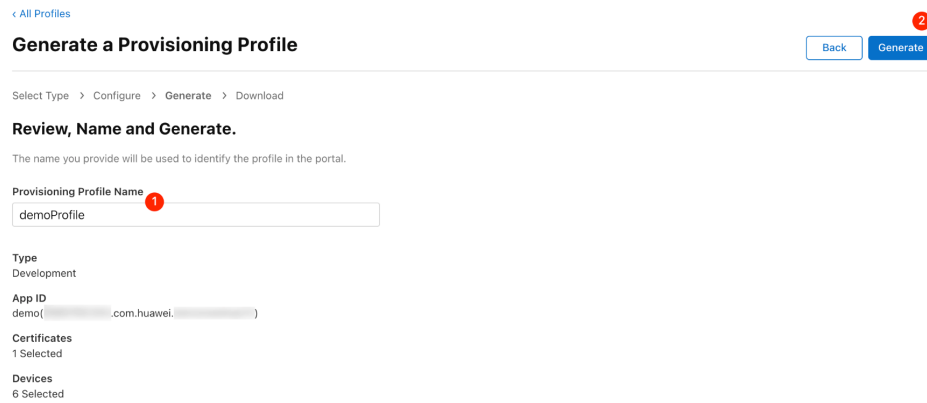 ‹ All Profiles
2
Generate a Provisioning Profile
Back Generate
Select Type > Configure > Generate > Download
Review, Name and Generate.
The name you provide will be used to identify the profile in the portal.
Provisioning Profile Name
1
demoProfile
Type
Development
App ID
demo( .com.huawei. )
Certificates
1 Selected
Devices
6 Selected